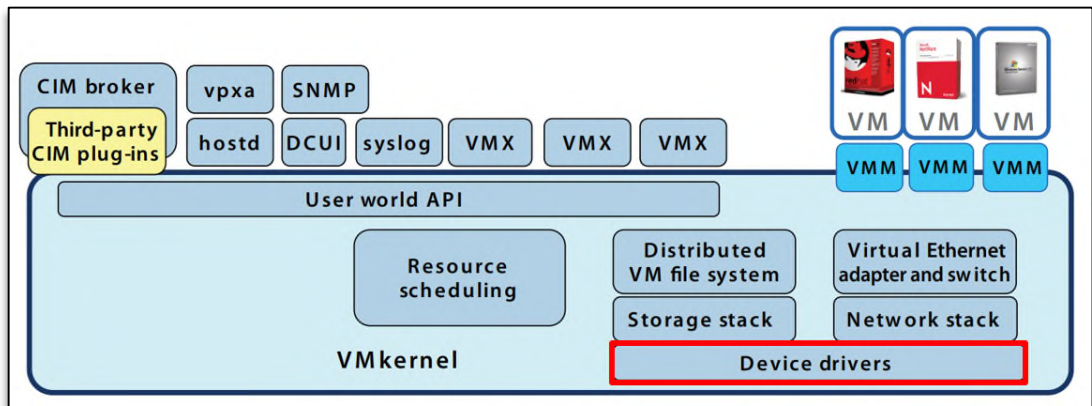 CIM broker
Third-party
CIM plug-ins
vpxa
SNMP
hostd
DCUI
syslog
VMX
VMX
VMX
redhat
N
VM
VM
VM
VMM
VMM
VMM
User world API
Resource
scheduling
Distributed
VM file system
Virtual Ethernet
adapter and switch
Storage stack
Network stack
VMkernel
Device drivers